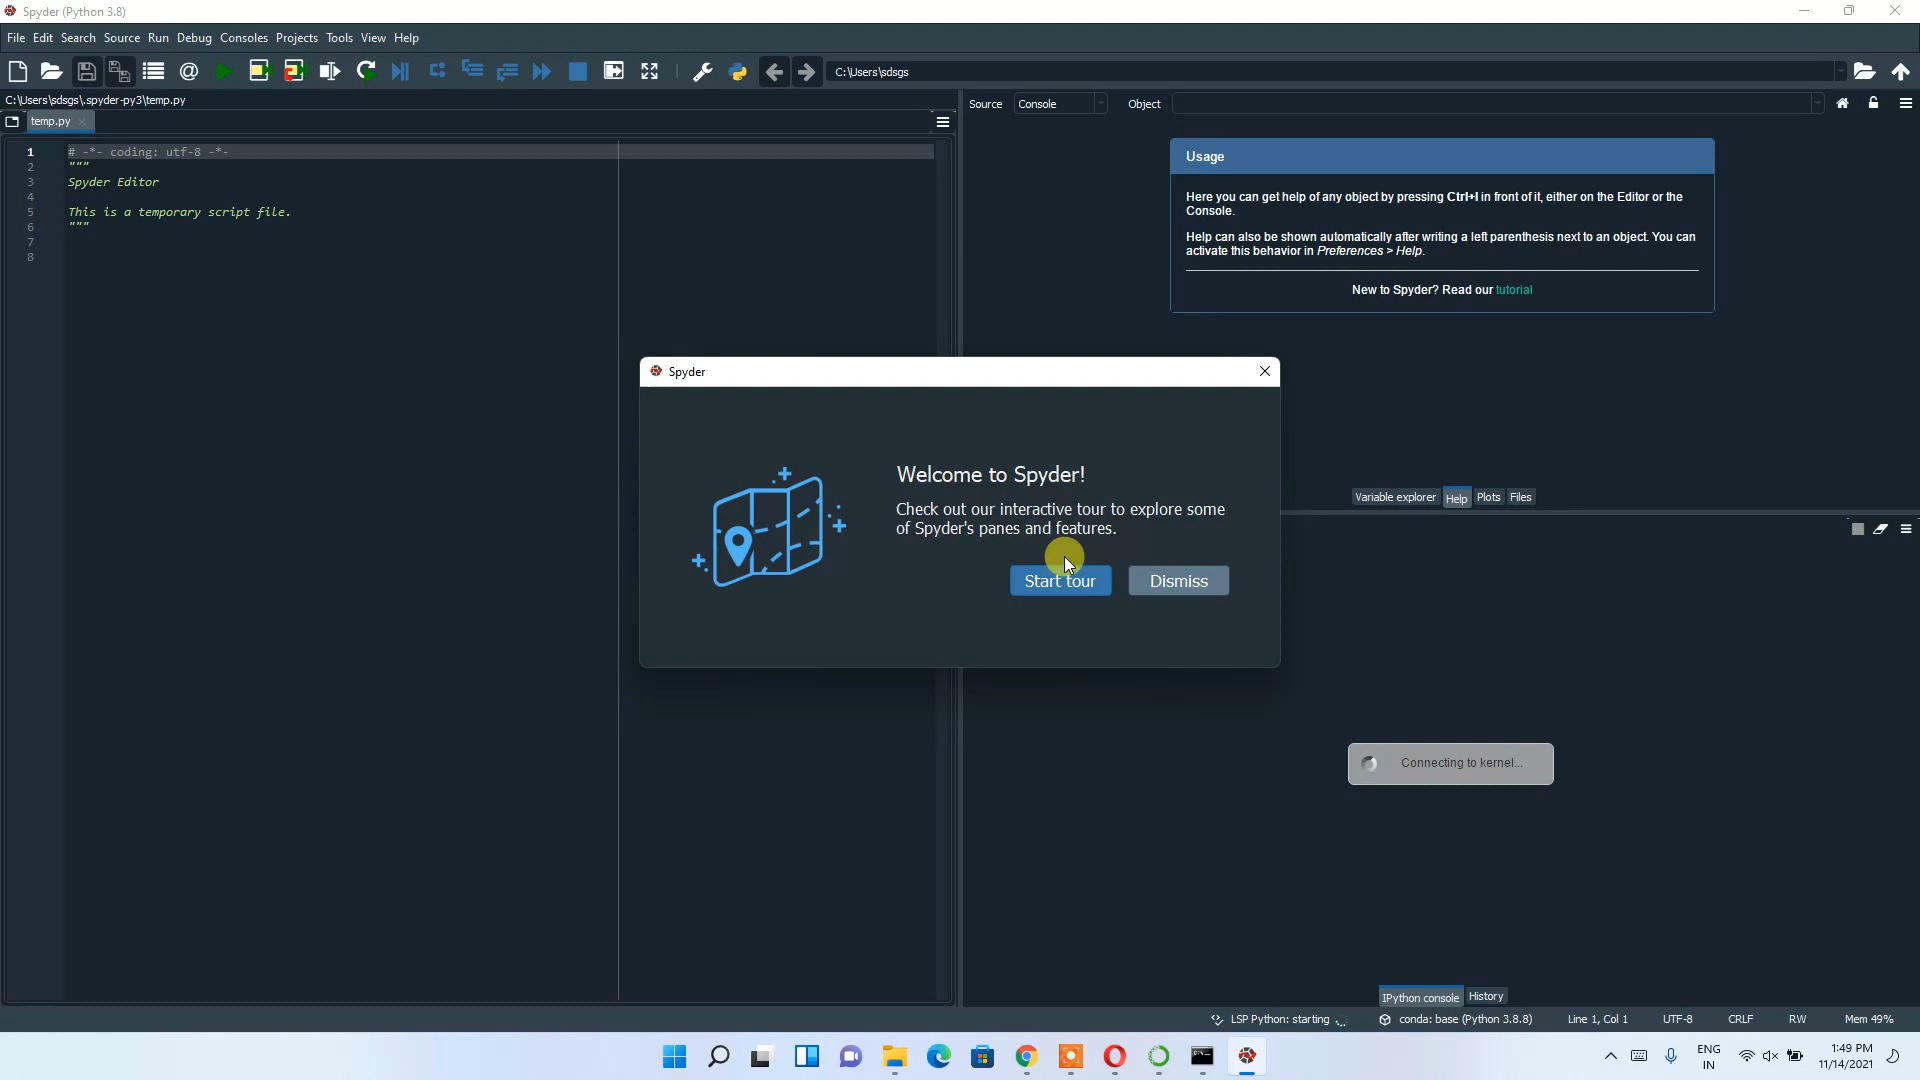 Spyder (Python 3.8)
File Edit Search Source Run Debug Consoles Projects Tools View Help
C:\Users\sdsgs
C:\Users\sdsgs\.spyder-py3\temp.py
temp.py
1 # -*- coding: utf-8 -*-
2 """
3 Spyder Editor
4
5 This is a temporary script file.
6 """
7
8
Source Console Object
Usage
Here you can get help of any object by pressing Ctrl+I in front of it, either on the Editor or the
Console.
Help can also be shown automatically after writing a left parenthesis next to an object. You can
activate this behavior in Preferences > Help.
New to Spyder? Read our tutorial
Variable explorer Help Plots Files
Spyder
Welcome to Spyder!
Check out our interactive tour to explore some
of Spyder's panes and features.
Start tour Dismiss
Connecting to kernel...
IPython console History
LSP Python: starting conda: base (Python 3.8.8) Line 1, Col 1 UTF-8 CRLF RW Mem 49%
ENG
IN
1:49 PM
11/14/2021